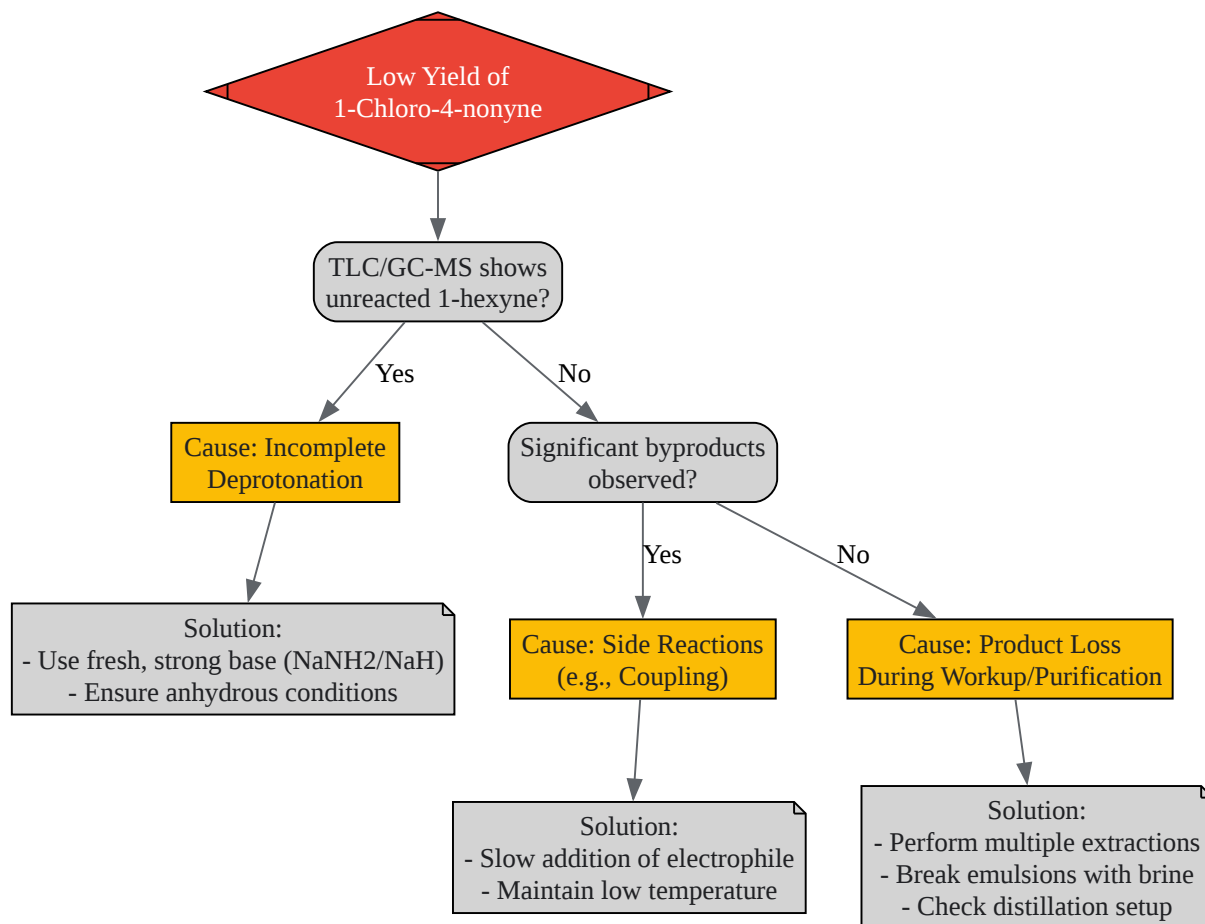 Low Yield of
1-Chloro-4-nonyne
TLC/GC-MS shows
unreacted 1-hexyne?
Yes
No
Cause: Incomplete
Deprotonation
Significant byproducts
observed?
Yes
No
Solution:
- Use fresh, strong base (NaNH2/NaH)
- Ensure anhydrous conditions
Cause: Side Reactions
(e.g., Coupling)
Cause: Product Loss
During Workup/Purification
Solution:
- Slow addition of electrophile
- Maintain low temperature
Solution:
- Perform multiple extractions
- Break emulsions with brine
- Check distillation setup